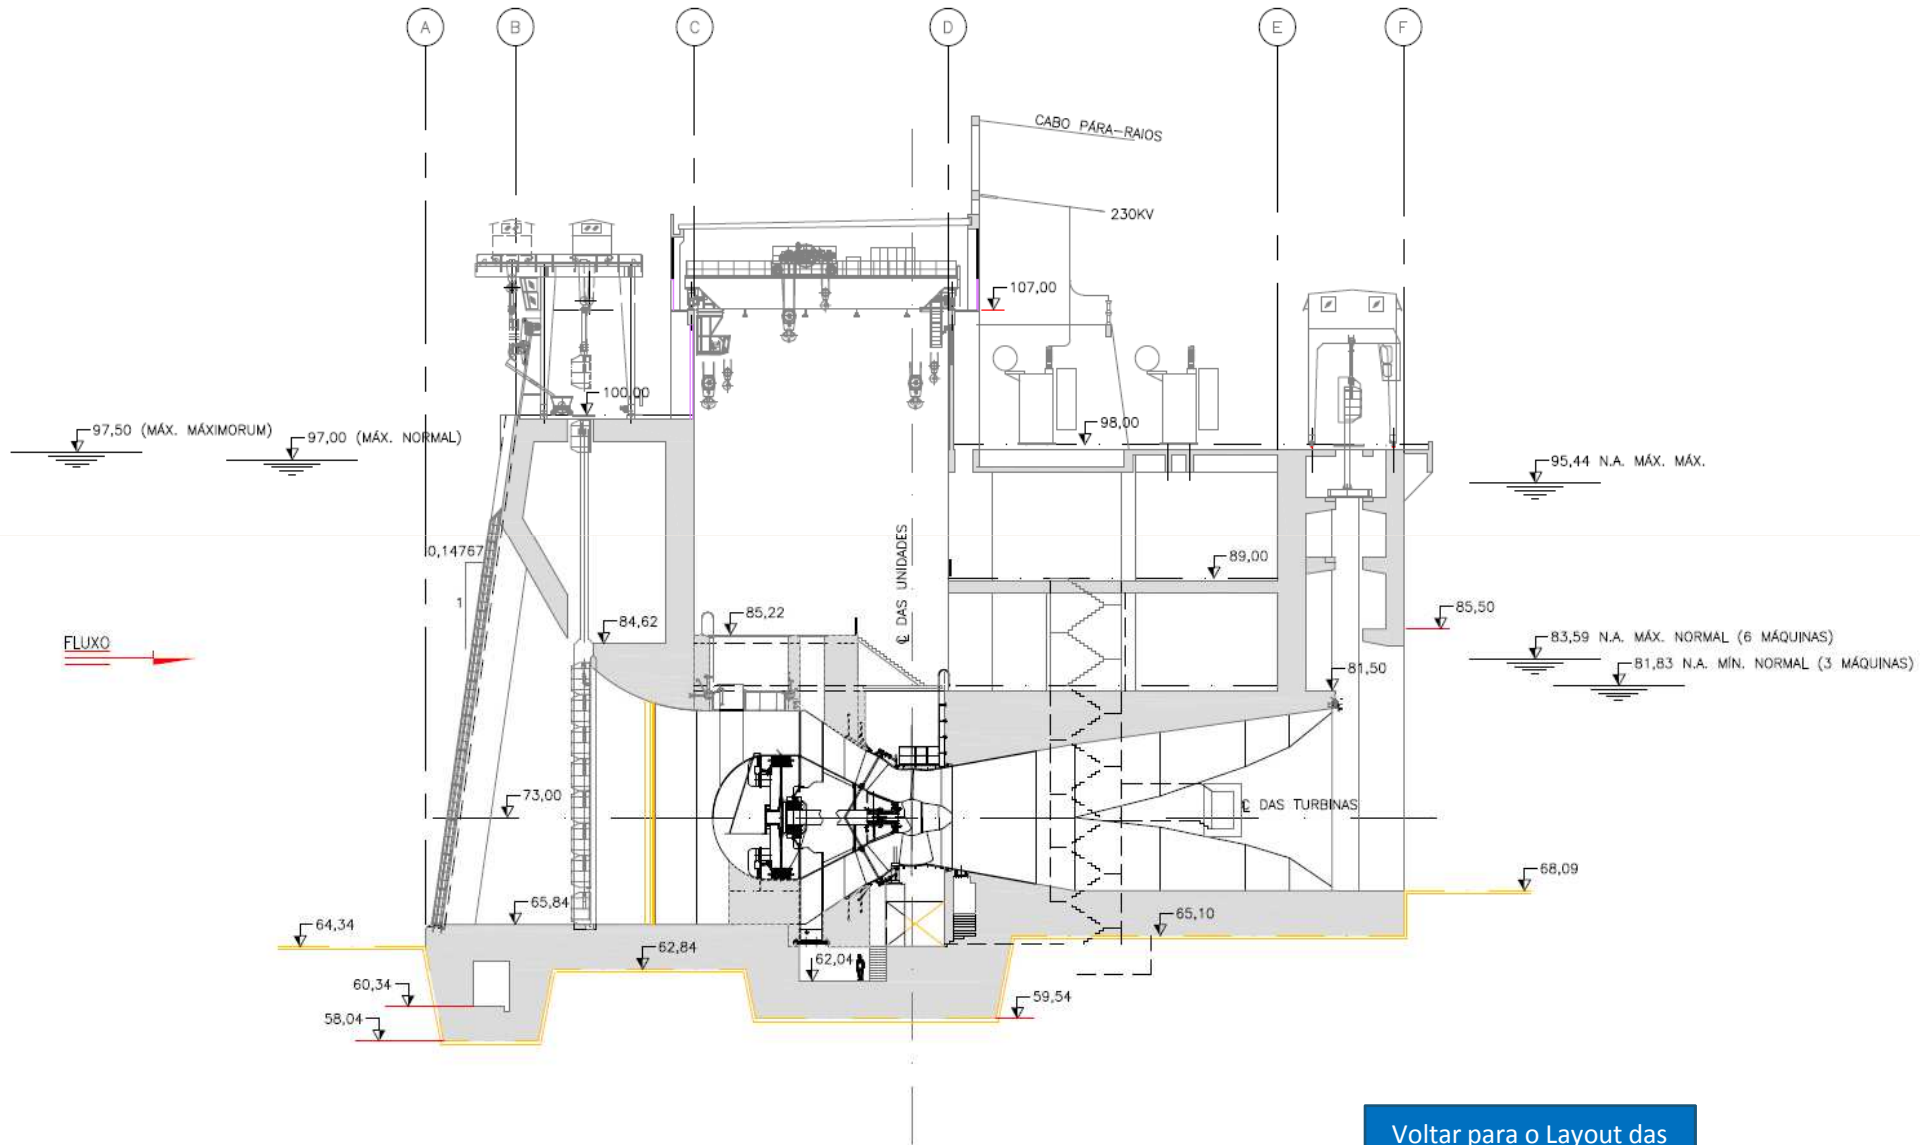 A
B
C
D
E
F
CABO PÁRA-RAIOS
230KV
107,00
100,00
97,50 (MÁX. MÁXIMORUM)
97,00 (MÁX. NORMAL)
98,00
95,44 N.A. MÁX. MÁX.
0,14767
1
℄ DAS UNIDADES
89,00
85,22
84,62
85,50
FLUXO
83,59 N.A. MÁX. NORMAL (6 MÁQUINAS)
81,83 N.A. MÍN. NORMAL (3 MÁQUINAS)
81,50
73,00
℄ DAS TURBINAS
68,09
65,84
65,10
64,34
62,84
62,04
60,34
59,54
58,04
Voltar para o Layout das